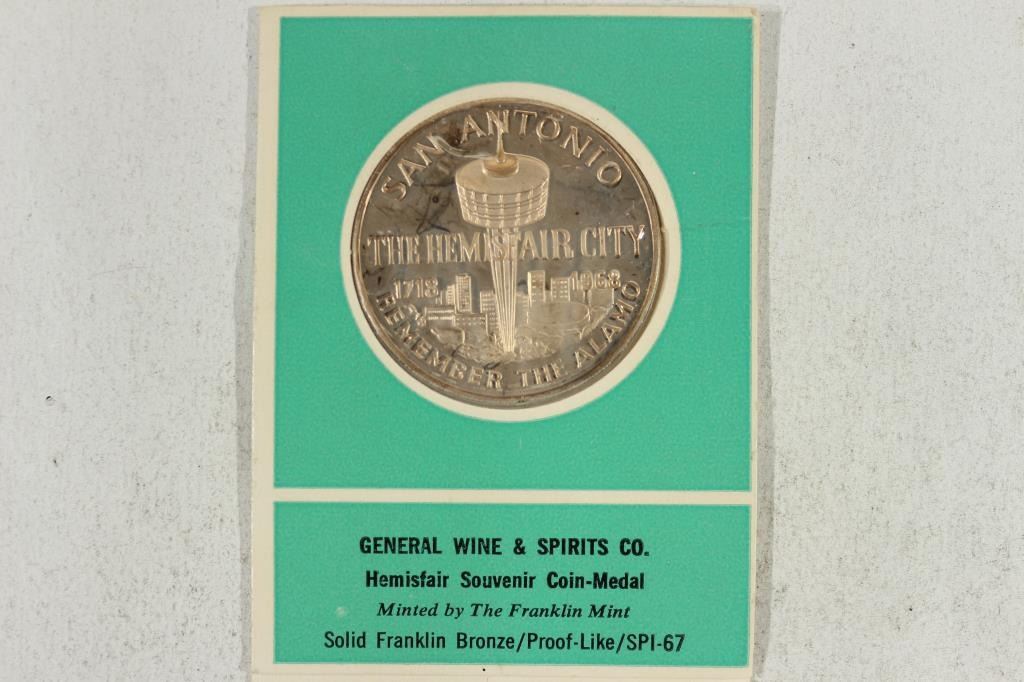 SAN ANTONIO
THE HEMISFAIR CITY
1718 1968
REMEMBER THE ALAMO
GENERAL WINE & SPIRITS CO.
Hemisfair Souvenir Coin-Medal
Minted by The Franklin Mint
Solid Franklin Bronze/Proof-Like/SPI-67